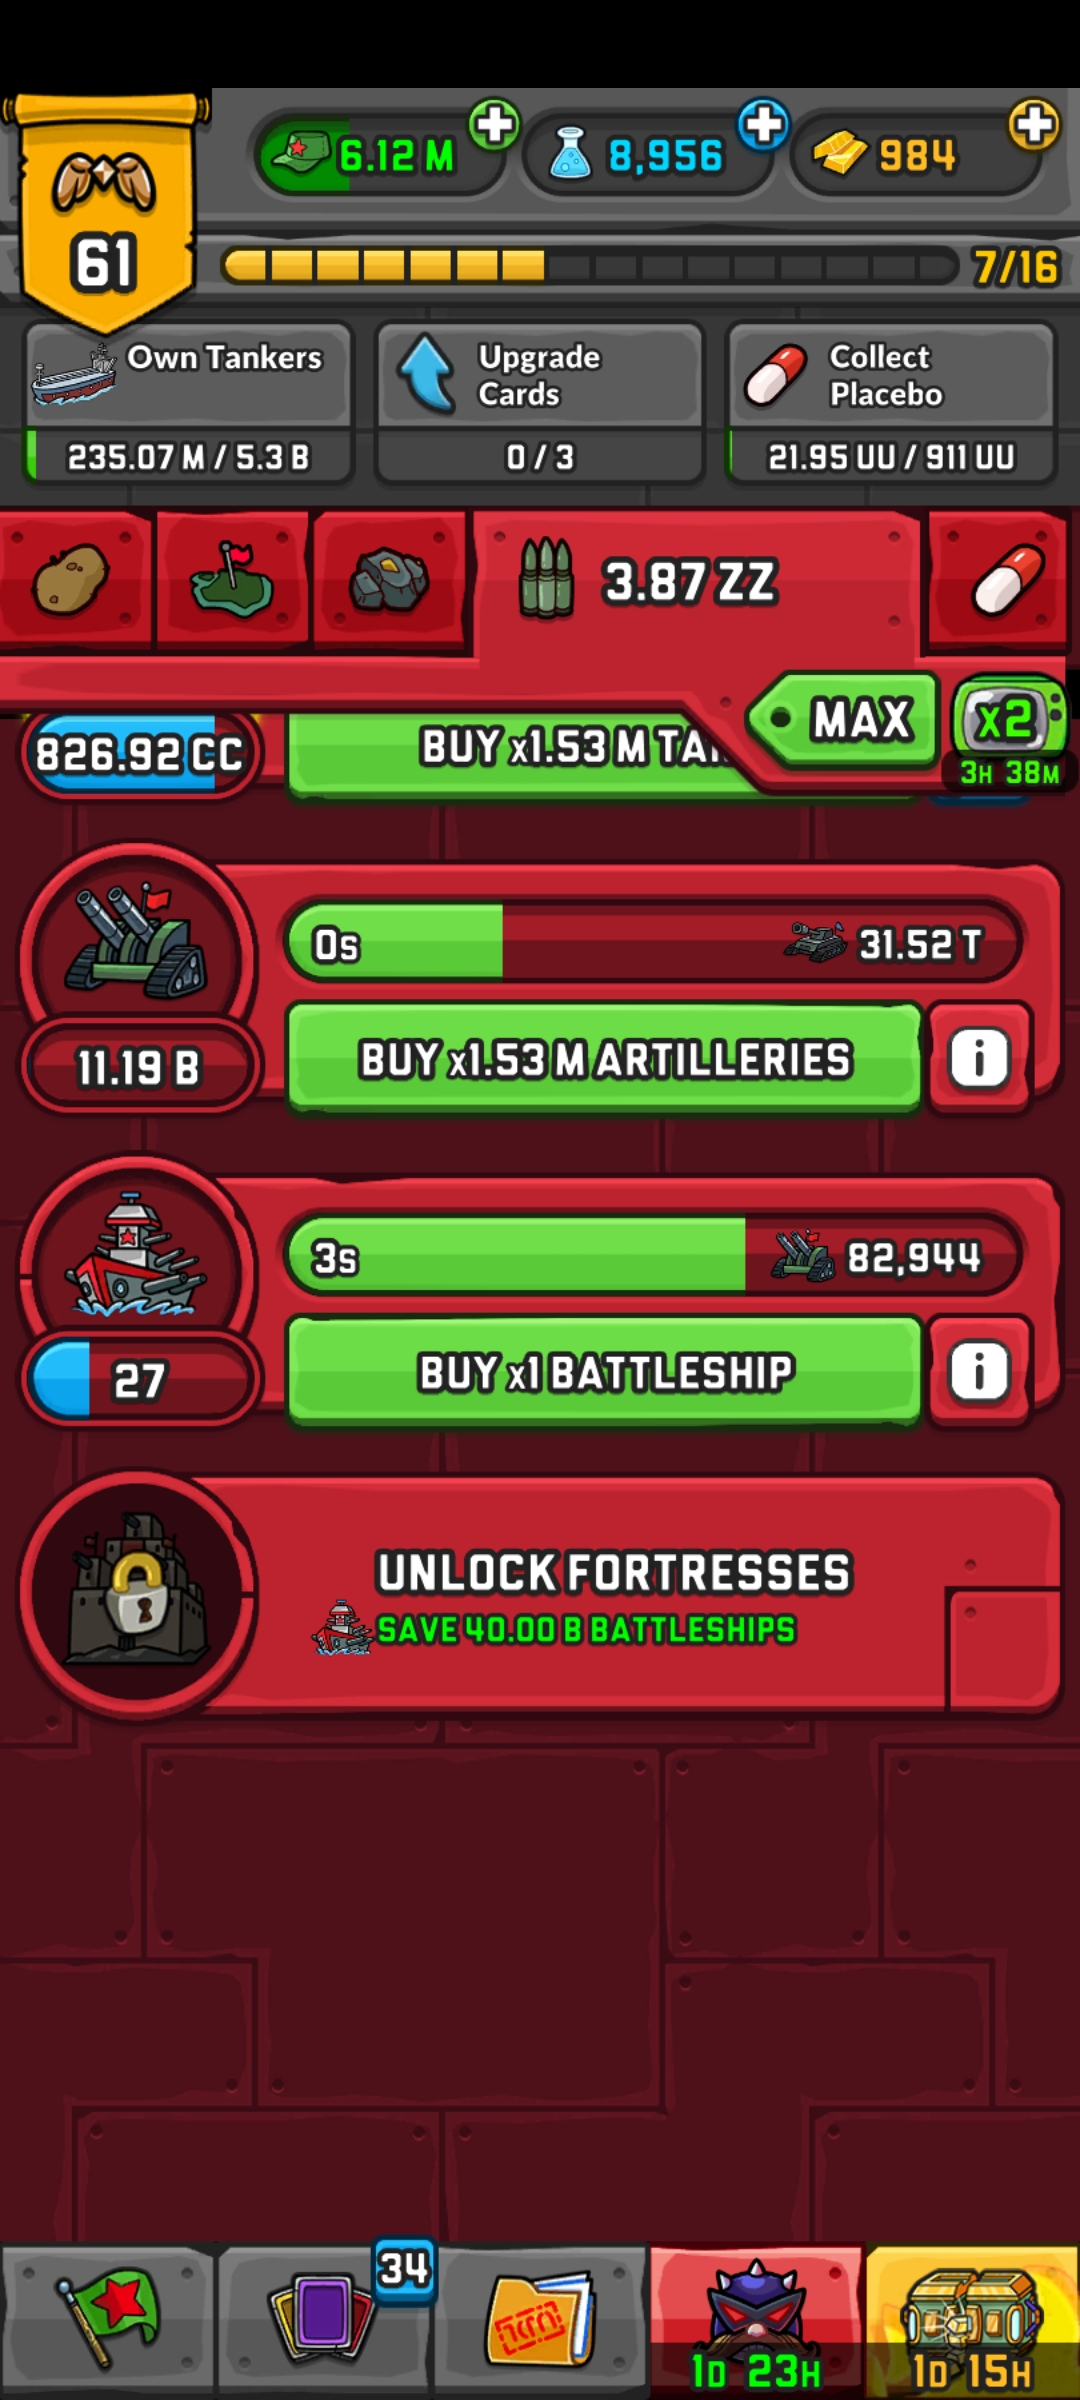 6.12 M
8,956
984
61
7/16
Own Tankers
235.07 M / 5.3 B
Upgrade
Cards
0 / 3
Collect
Placebo
21.95 UU / 911 UU
3.87 ZZ
MAX
x2
3H 38M
826.92 CC
BUY x1.53 M
0s
31.52 T
11.19 B
BUY x1.53 M ARTILLERIES
i
3s
82,944
27
BUY x1 BATTLESHIP
i
UNLOCK FORTRESSES
SAVE 40.00 B BATTLESHIPS
34
1D 23H
1D 15H